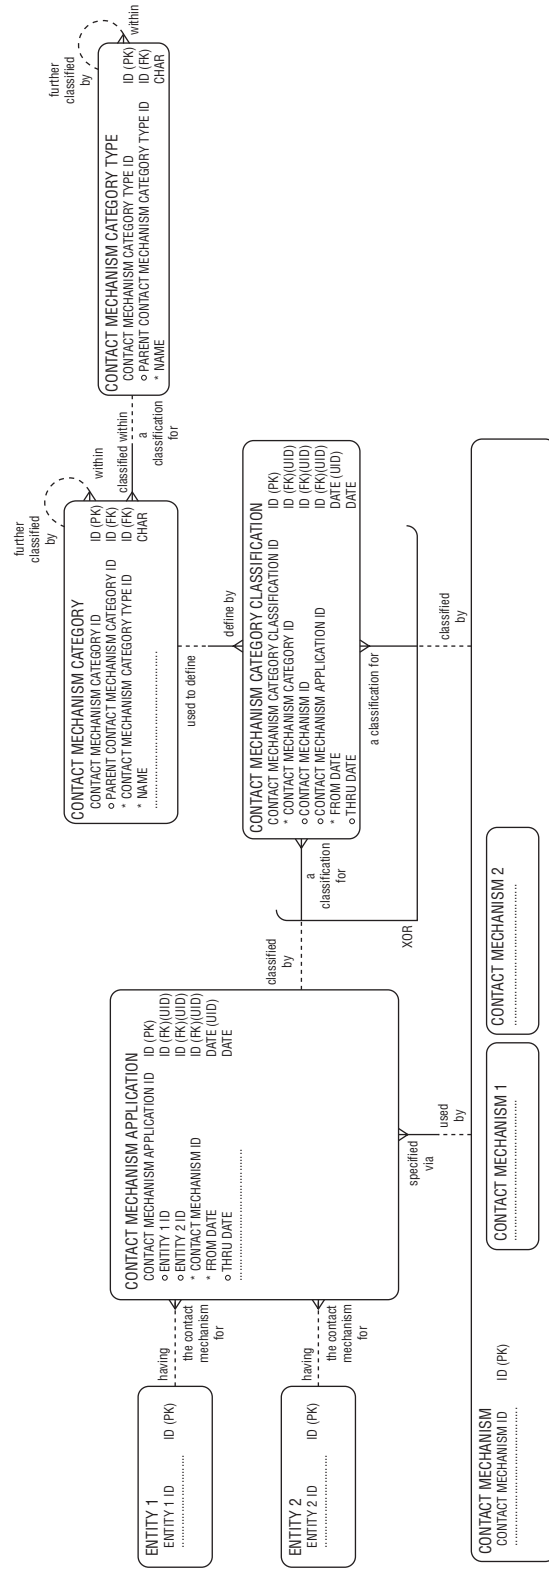 ENTITY 1
ENTITY 1 ID ID (PK)
having
the contact
mechanism
for
ENTITY 2
ENTITY 2 ID ID (PK)
having
the contact
mechanism
for
CONTACT MECHANISM APPLICATION
CONTACT MECHANISM APPLICATION ID ID (PK)
ENTITY 1 ID ID (FK)(UID)
ENTITY 2 ID ID (FK)(UID)
* CONTACT MECHANISM ID ID (FK)(UID)
* FROM DATE DATE (UID)
THRU DATE DATE
classified
by
a
classification
for
XOR
specified
via
used
by
CONTACT MECHANISM CATEGORY
CONTACT MECHANISM CATEGORY ID ID (PK)
PARENT CONTACT MECHANISM CATEGORY ID ID (FK)
* CONTACT MECHANISM CATEGORY TYPE ID ID (FK)
* NAME CHAR
further
classified
by
within
used to define
define by
CONTACT MECHANISM CATEGORY CLASSIFICATION
CONTACT MECHANISM CATEGORY CLASSIFICATION ID ID (PK)
* CONTACT MECHANISM CATEGORY ID ID (FK)(UID)
CONTACT MECHANISM ID ID (FK)(UID)
CONTACT MECHANISM APPLICATION ID ID (FK)(UID)
* FROM DATE DATE (UID)
THRU DATE DATE
a classification for
classified
by
classified within
a
classification
for
CONTACT MECHANISM CATEGORY TYPE
CONTACT MECHANISM CATEGORY TYPE ID ID (PK)
PARENT CONTACT MECHANISM CATEGORY TYPE ID ID (FK)
* NAME CHAR
further
classified
by
within
CONTACT MECHANISM
CONTACT MECHANISM ID ID (PK)
CONTACT MECHANISM 1
CONTACT MECHANISM 2